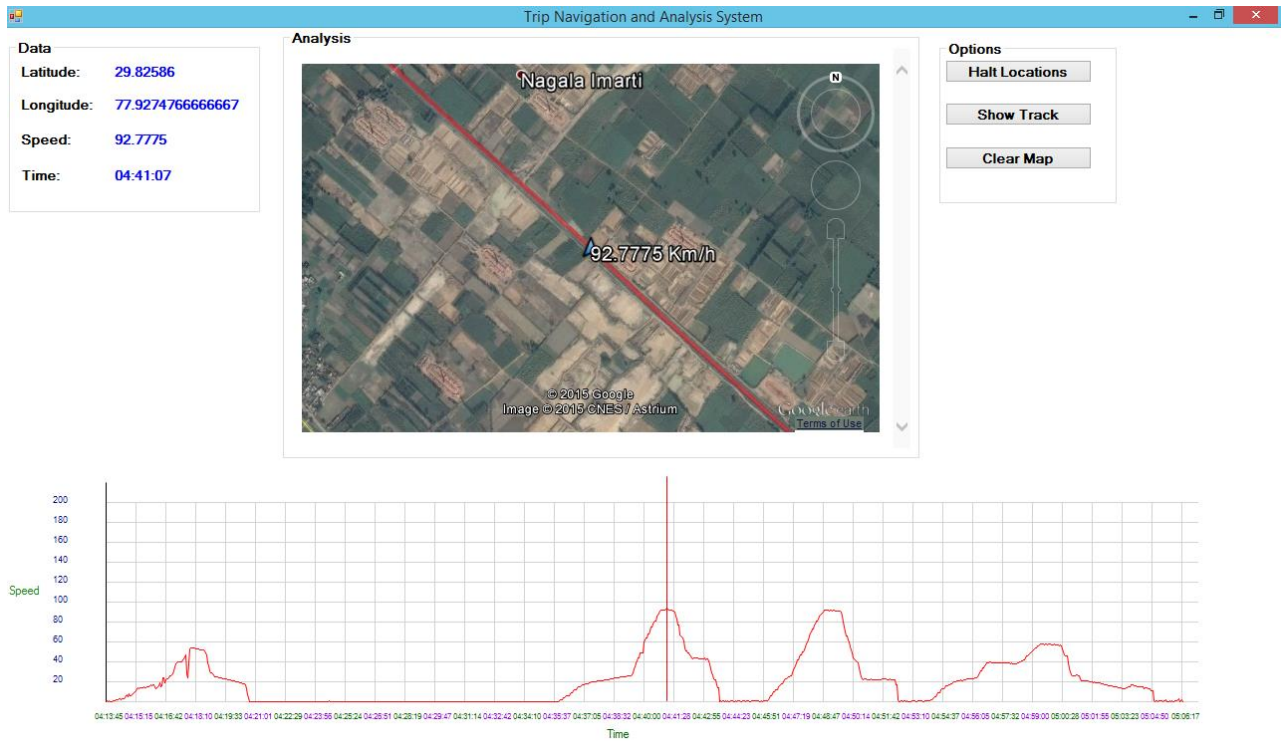 Trip Navigation and Analysis System
Data
Latitude: 29.82586
Longitude: 77.9274766666667
Speed: 92.7775
Time: 04:41:07
Analysis
Nagala Imarti
N
92.7775 Km/h
© 2015 Google
Image © 2015 CNES / Astrium
Google earth
Terms of Use
Options
Halt Locations
Show Track
Clear Map
200
180
160
140
120
100
80
60
40
20
Speed
04:13:45 04:15:15 04:16:42 04:18:10 04:19:33 04:21:01 04:22:29 04:23:56 04:25:24 04:26:51 04:28:19 04:29:47 04:31:14 04:32:42 04:34:10 04:35:37 04:37:05 04:38:32 04:40:00 04:41:28 04:42:55 04:44:23 04:45:51 04:47:19 04:48:47 04:50:14 04:51:42 04:53:10 04:54:37 04:56:05 04:57:32 04:59:00 05:00:28 05:01:55 05:03:23 05:04:50 05:06:17
Time